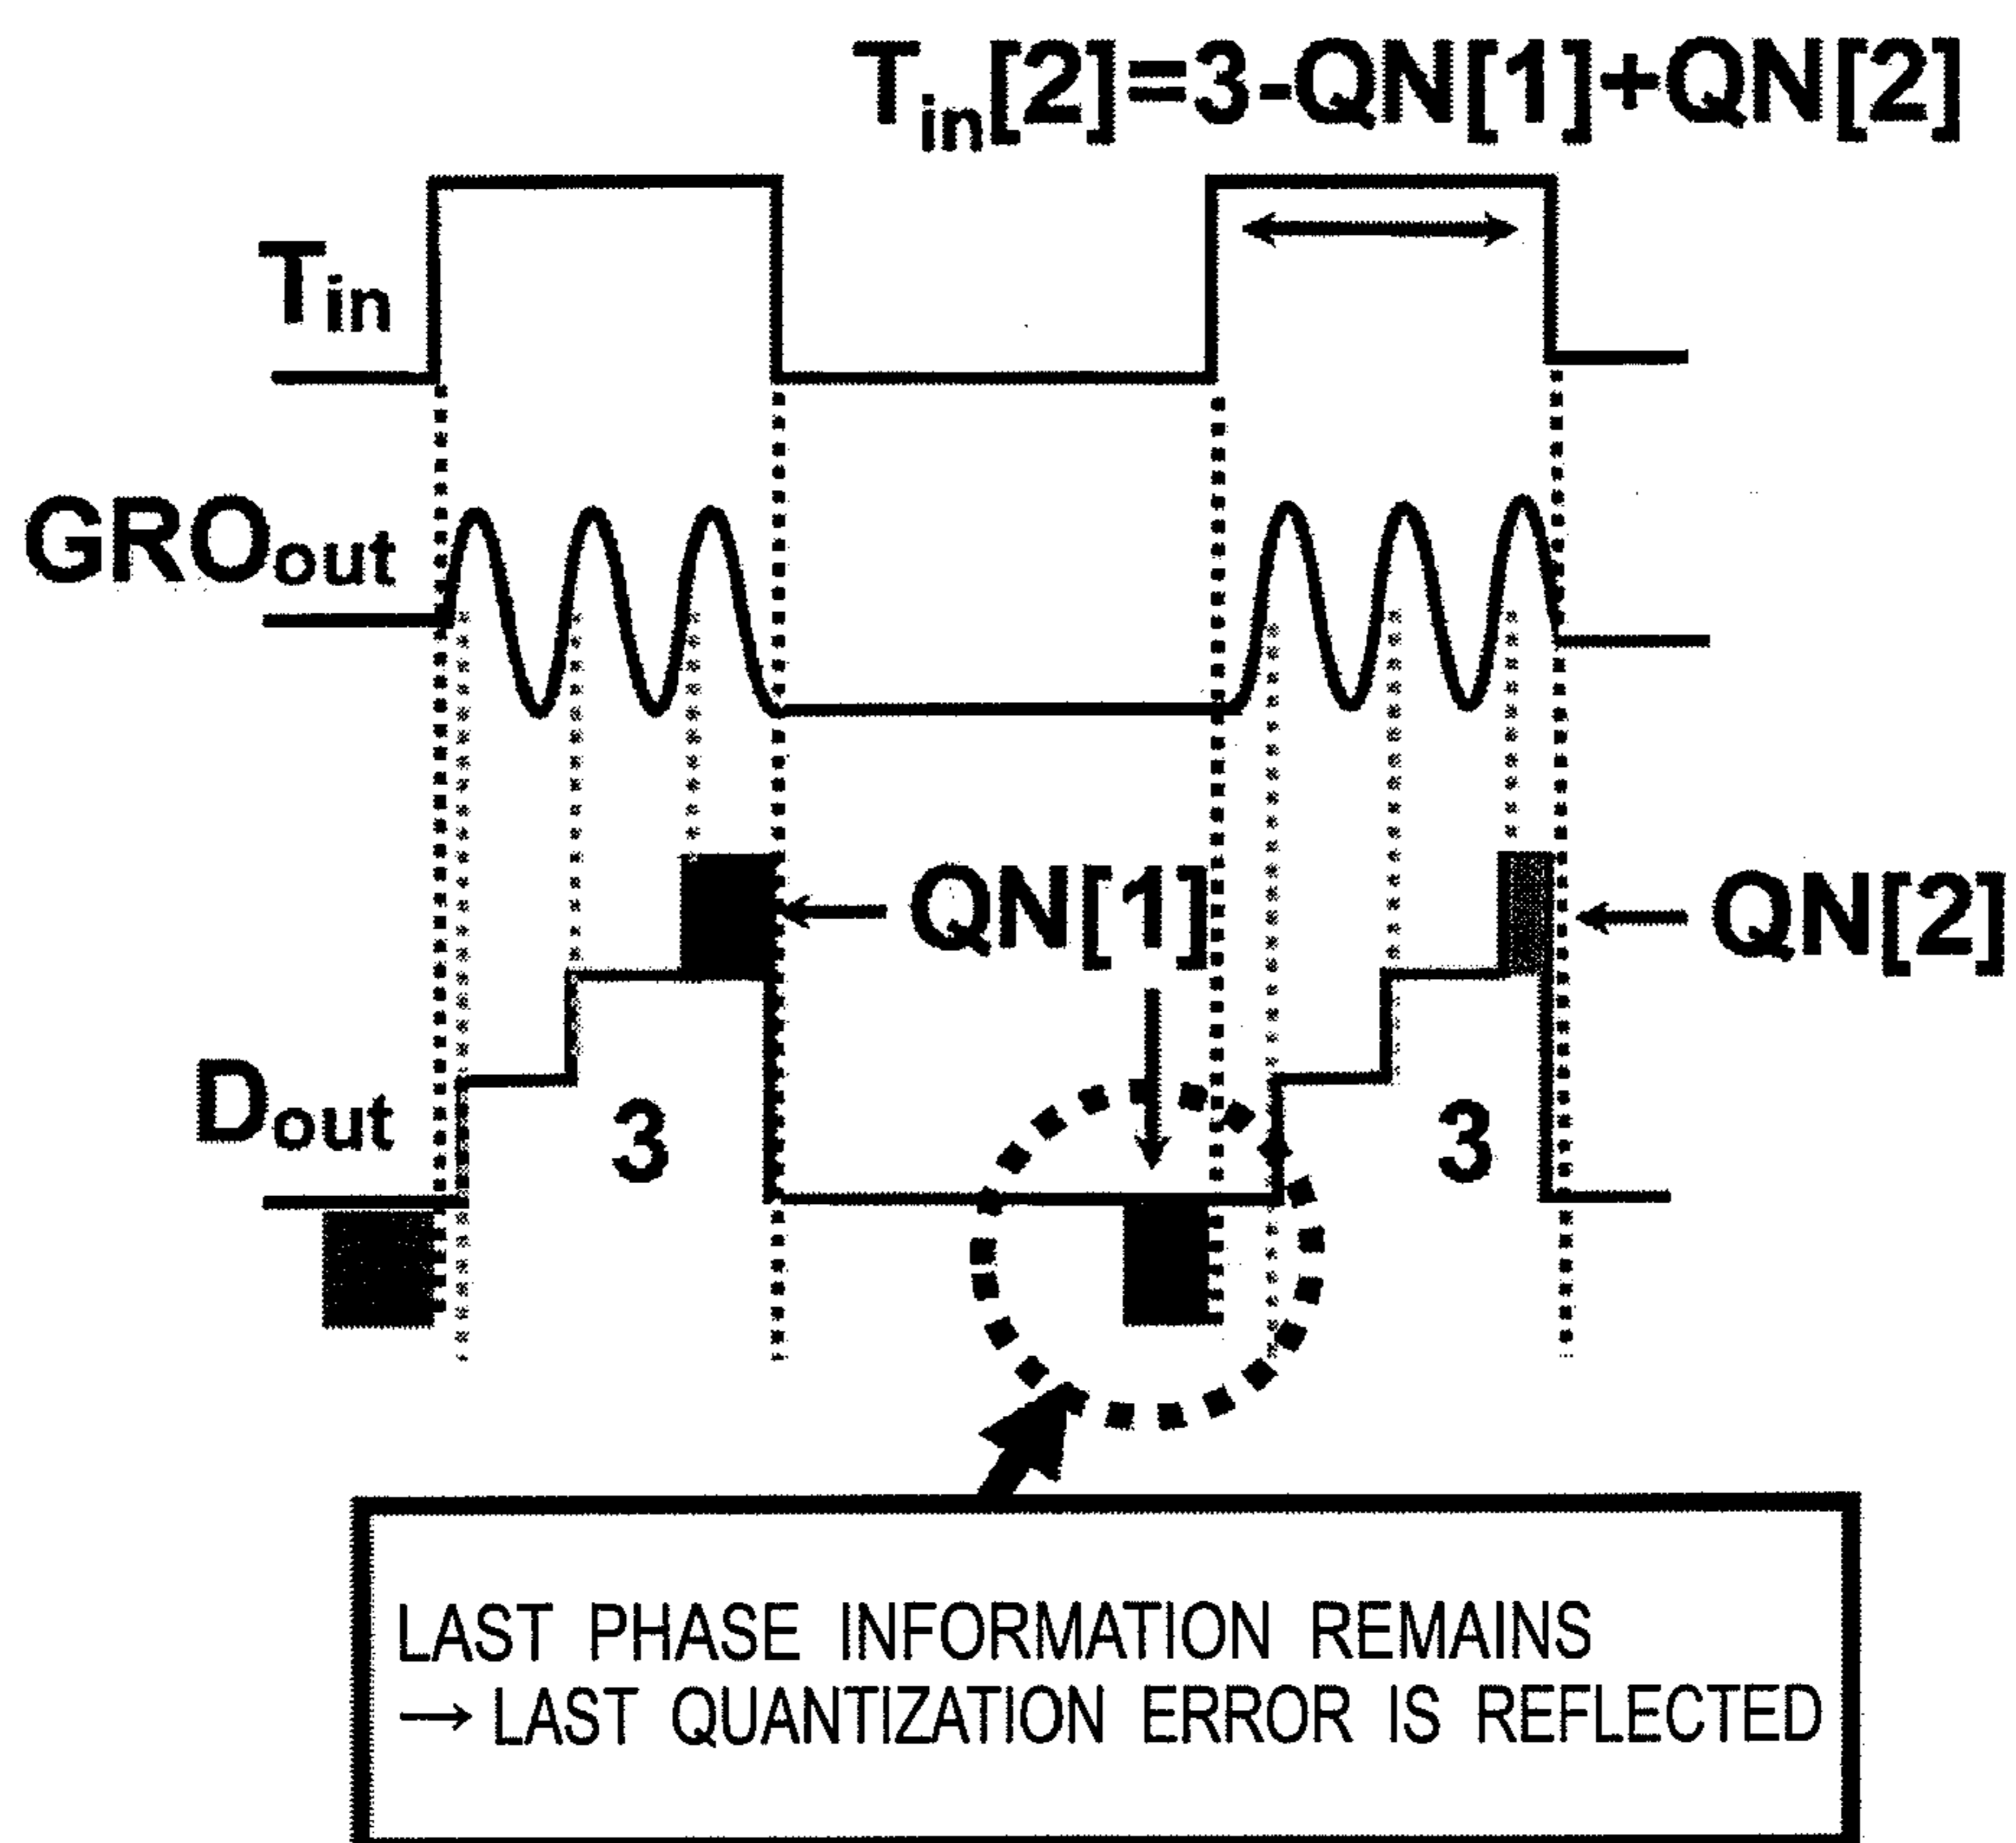 Tin[2]=3-QN[1]+QN[2]
Tin
GROout
QN[1]
QN[2]
Dout
3
3
LAST PHASE INFORMATION REMAINS
→ LAST QUANTIZATION ERROR IS REFLECTED